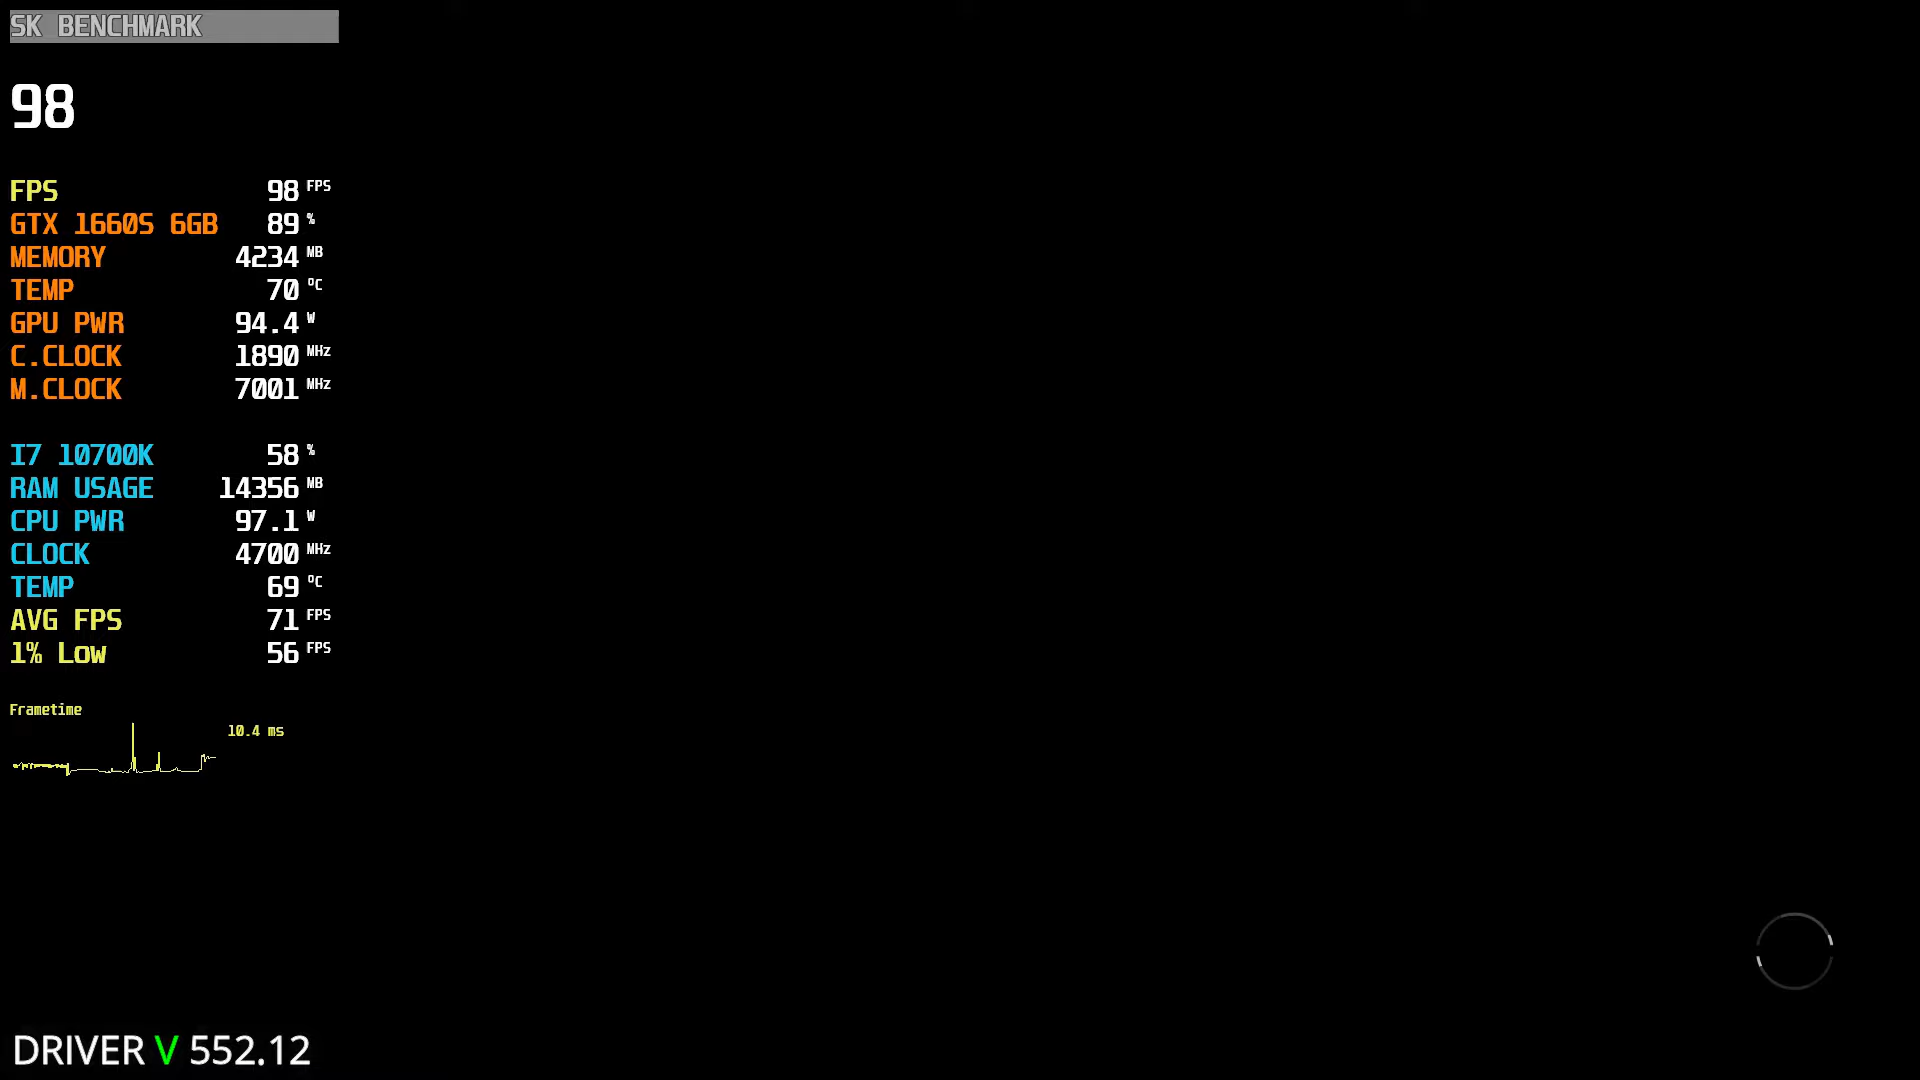 SK BENCHMARK
98
FPS 98 FPS
GTX 1660S 6GB 89 %
MEMORY 4234 MB
TEMP 70 °C
GPU PWR 94.4 W
C.CLOCK 1890 MHz
M.CLOCK 7001 MHz
I7 10700K 58 %
RAM USAGE 14356 MB
CPU PWR 97.1 W
CLOCK 4700 MHz
TEMP 69 °C
AVG FPS 71 FPS
1% Low 56 FPS
Frametime
10.4 ms
DRIVER V 552.12